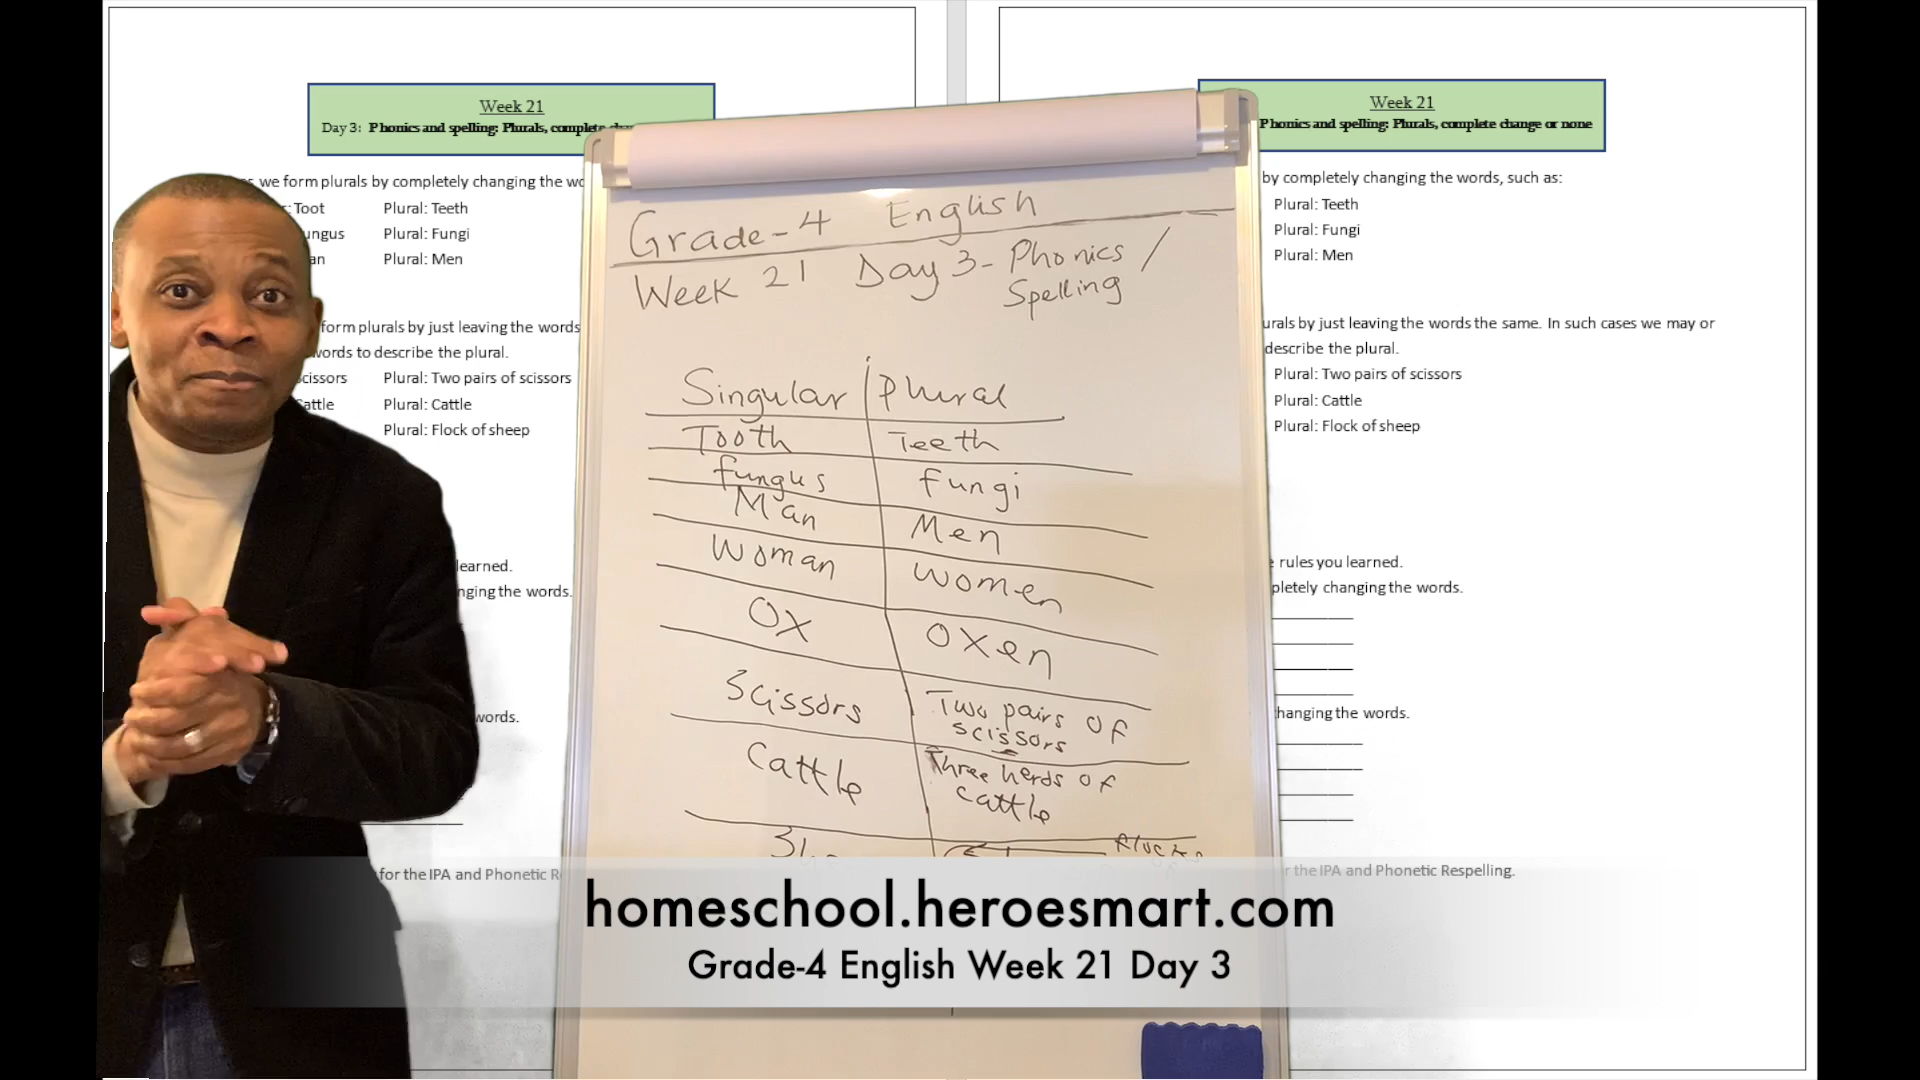 Week 21
Day 3: Phonics and spelling: Plurals, complete
we form plurals by completely changing the
Toot Plural: Teeth
ungus Plural: Fungi
an Plural: Men
form plurals by just leaving the words
words to describe the plural.
Scissors Plural: Two pairs of scissors
Cattle Plural: Cattle
Plural: Flock of sheep
learned.
nging the words.
words.
for the IPA and Phonetic
Grade-4 English
Week 21 Day 3- Phonics /
Spelling
Singular Plural
Tooth Teeth
fungus fungi
Man Men
Woman women
Ox oxen
Scissors Two pairs of
scissors
Cattle Three herds of
cattle
flocks
Week 21
Phonics and spelling: Plurals, complete change or none
by completely changing the words, such as:
Plural: Teeth
Plural: Fungi
Plural: Men
urals by just leaving the words the same. In such cases we may or
describe the plural.
Plural: Two pairs of scissors
Plural: Cattle
Plural: Flock of sheep
rules you learned.
pletely changing the words.
hanging the words.
the IPA and Phonetic Respelling.
homeschool.heroesmart.com
Grade-4 English Week 21 Day 3